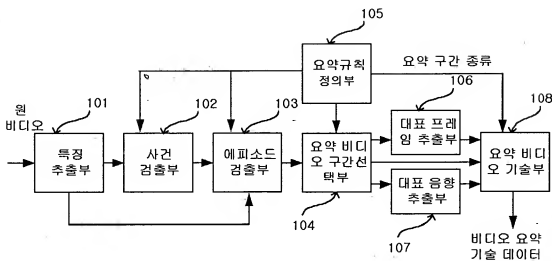 105
요약규칙
정의부
요약 구간 종류
원
비디오
101
특징
추출부
102
사건
검출부
103
에피소드
검출부
요약 비디
오 구간선
택부
104
106
대표 프레
임 추출부
대표 음향
추출부
107
108
요약 비디
오 기술부
비디오 요약
기술 데이터